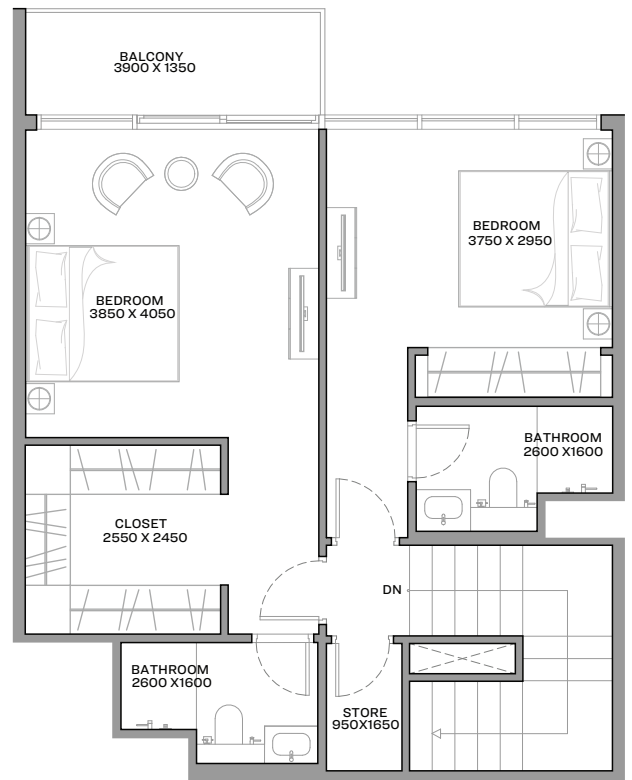 BALCONY
3900 X 1350
BEDROOM
3750 X 2950
BEDROOM
3850 X 4050
BATHROOM
2600 X1600
CLOSET
2550 X 2450
DN
BATHROOM
2600 X1600
STORE
950X1650